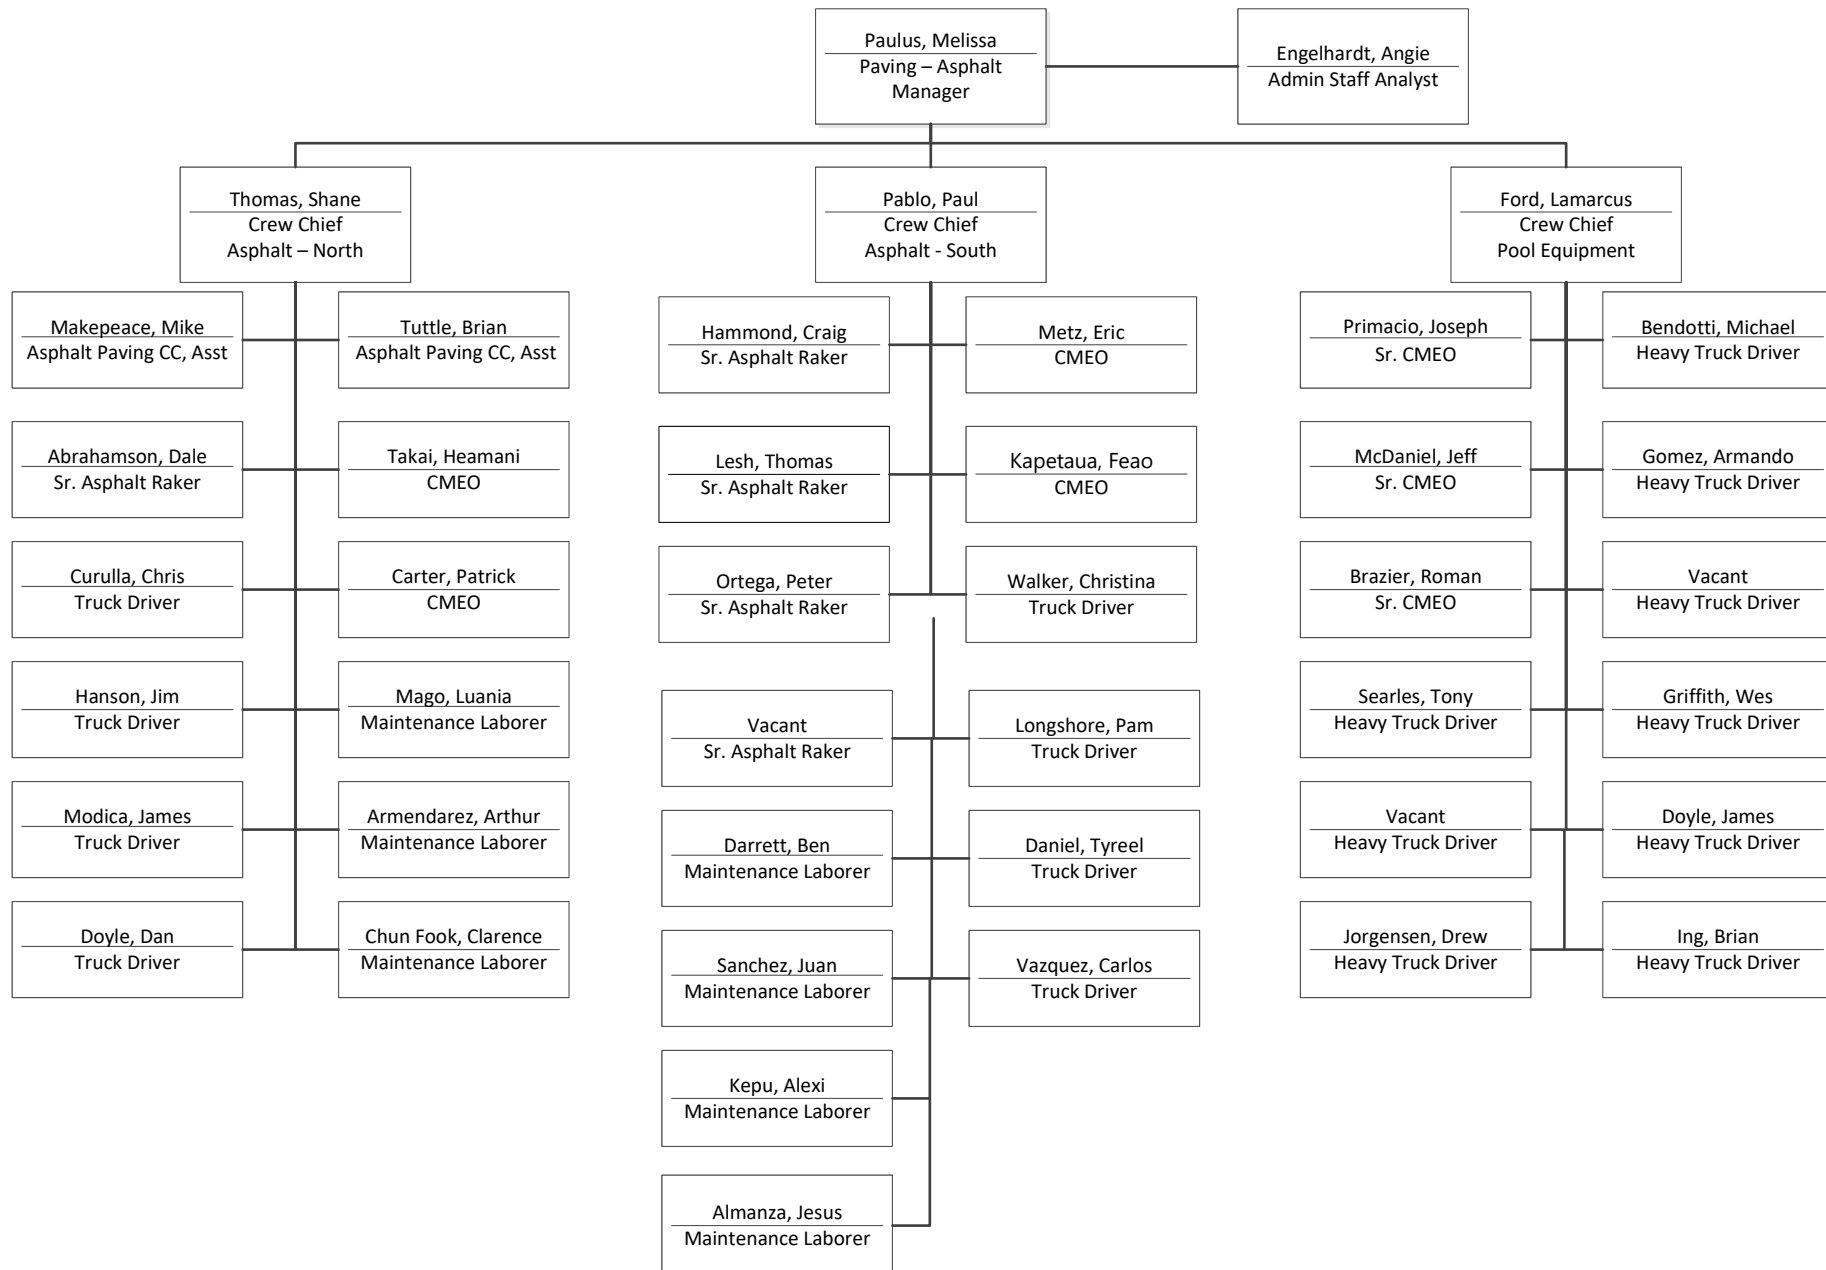 Paulus, Melissa
Paving – Asphalt
Manager
Engelhardt, Angie
Admin Staff Analyst
Thomas, Shane
Crew Chief
Asphalt – North
Pablo, Paul
Crew Chief
Asphalt - South
Ford, Lamarcus
Crew Chief
Pool Equipment
Makepeace, Mike
Asphalt Paving CC, Asst
Tuttle, Brian
Asphalt Paving CC, Asst
Abrahamson, Dale
Sr. Asphalt Raker
Takai, Heamani
CMEO
Curulla, Chris
Truck Driver
Carter, Patrick
CMEO
Hanson, Jim
Truck Driver
Mago, Luania
Maintenance Laborer
Modica, James
Truck Driver
Armendarez, Arthur
Maintenance Laborer
Doyle, Dan
Truck Driver
Chun Fook, Clarence
Maintenance Laborer
Hammond, Craig
Sr. Asphalt Raker
Metz, Eric
CMEO
Lesh, Thomas
Sr. Asphalt Raker
Kapetaua, Feao
CMEO
Ortega, Peter
Sr. Asphalt Raker
Walker, Christina
Truck Driver
Vacant
Sr. Asphalt Raker
Longshore, Pam
Truck Driver
Darrett, Ben
Maintenance Laborer
Daniel, Tyreel
Truck Driver
Sanchez, Juan
Maintenance Laborer
Vazquez, Carlos
Truck Driver
Kepu, Alexi
Maintenance Laborer
Almanza, Jesus
Maintenance Laborer
Primacio, Joseph
Sr. CMEO
Bendotti, Michael
Heavy Truck Driver
McDaniel, Jeff
Sr. CMEO
Gomez, Armando
Heavy Truck Driver
Brazier, Roman
Sr. CMEO
Vacant
Heavy Truck Driver
Searles, Tony
Heavy Truck Driver
Griffith, Wes
Heavy Truck Driver
Vacant
Heavy Truck Driver
Doyle, James
Heavy Truck Driver
Jorgensen, Drew
Heavy Truck Driver
Ing, Brian
Heavy Truck Driver